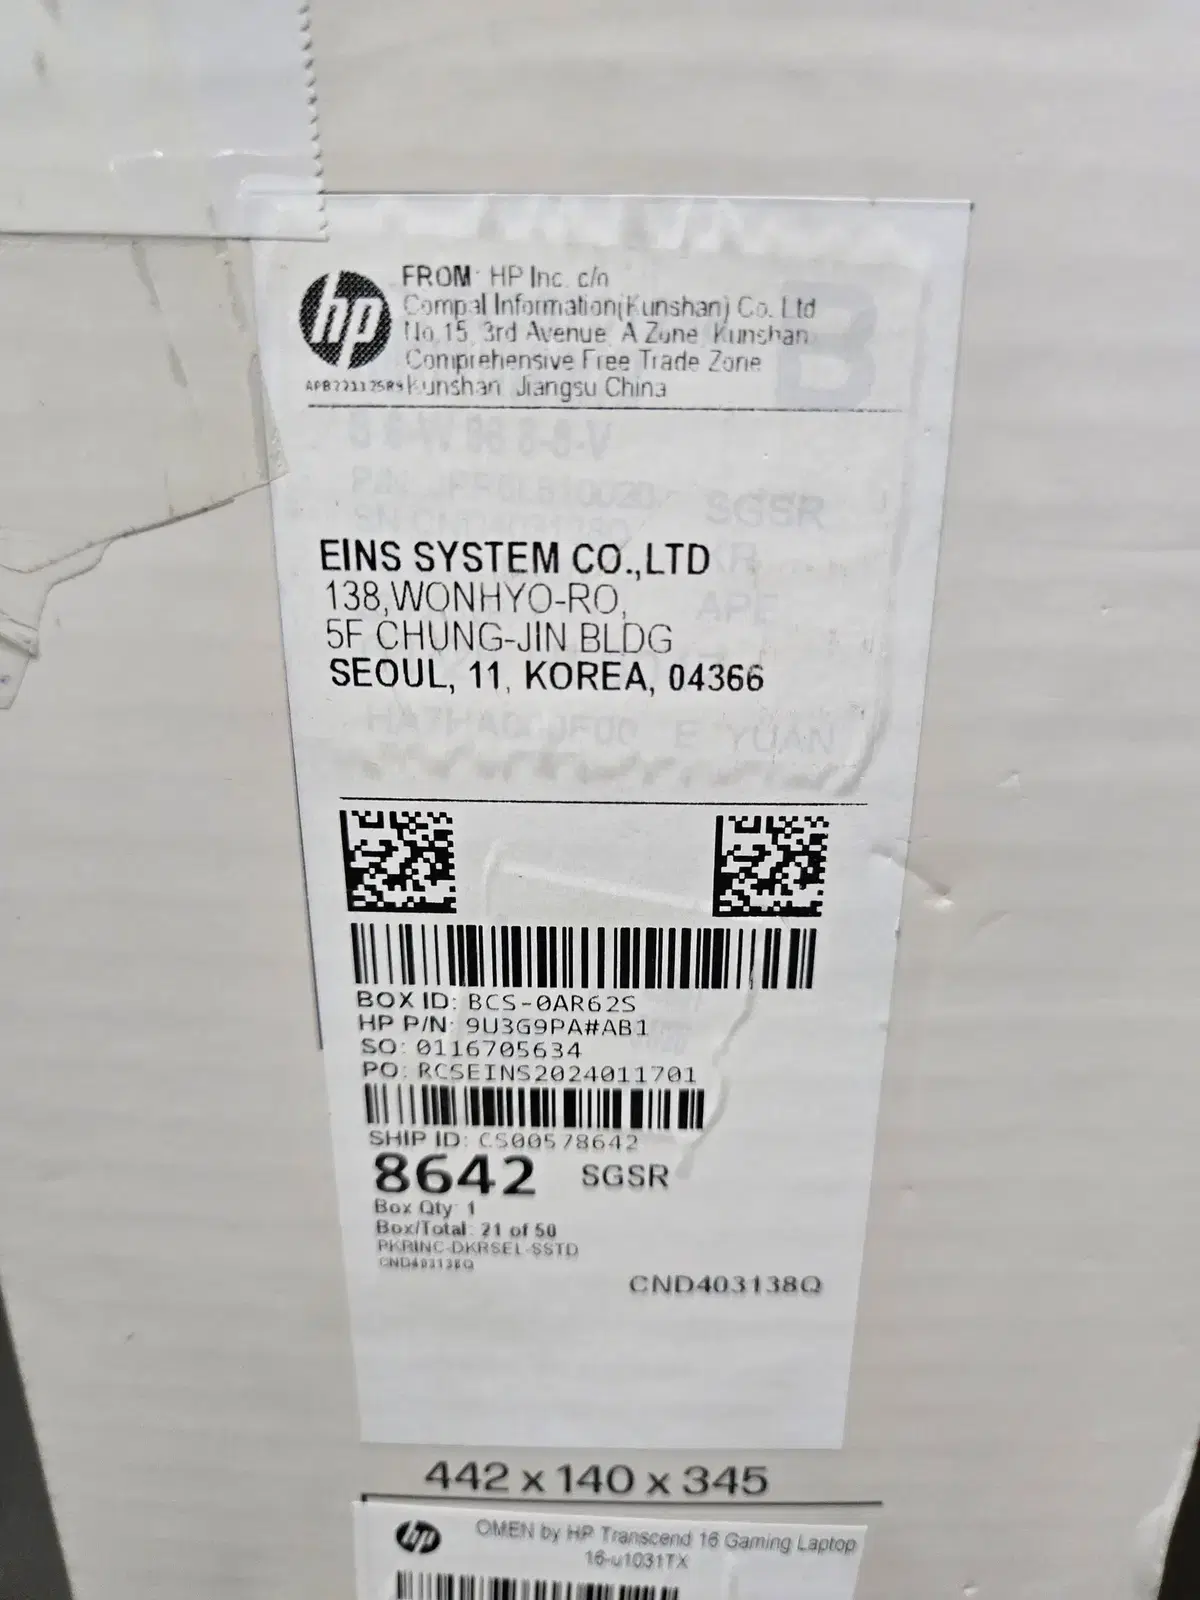 hp
FROM: HP Inc. c/o
Compal Information(Kunshan) Co. Ltd
No.15, 3rd Avenue, A Zone, Kunshan
Comprehensive Free Trade Zone
Kunshan Jiangsu China
B
SGSR
EINS SYSTEM CO.,LTD
138,WONHYO-RO,
5F CHUNG-JIN BLDG
SEOUL, 11, KOREA, 04366
E YUAN
BOX ID: BCS-0AR62S
HP P/N: 9U3G9PA#AB1
SO: 0116705634
PO: RCSEINS2024011701
SHIP ID: CS00578642
8642 SGSR
Box Qty: 1
Box/Total: 21 of 50
PKRINC-DKRSEL-SSTD
CND403138Q
CND403138Q
442 x 140 x 345
hp
OMEN by HP Transcend 16 Gaming Laptop
16-u1031TX